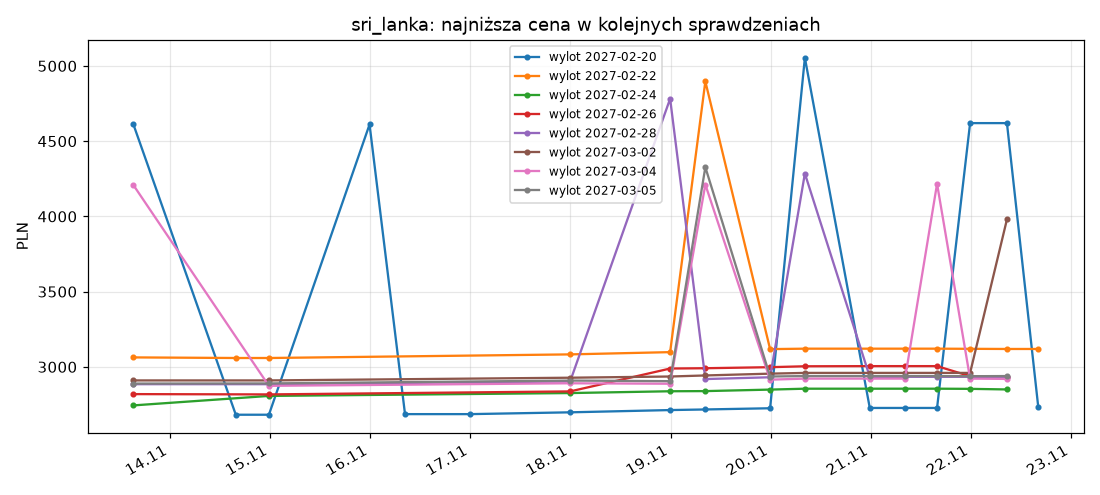 sri_lanka: najniższa cena w kolejnych sprawdzeniach
PLN
5000
4500
4000
3500
3000
wylot 2027-02-20
wylot 2027-02-22
wylot 2027-02-24
wylot 2027-02-26
wylot 2027-02-28
wylot 2027-03-02
wylot 2027-03-04
wylot 2027-03-05
14.11
15.11
16.11
17.11
18.11
19.11
20.11
21.11
22.11
23.11